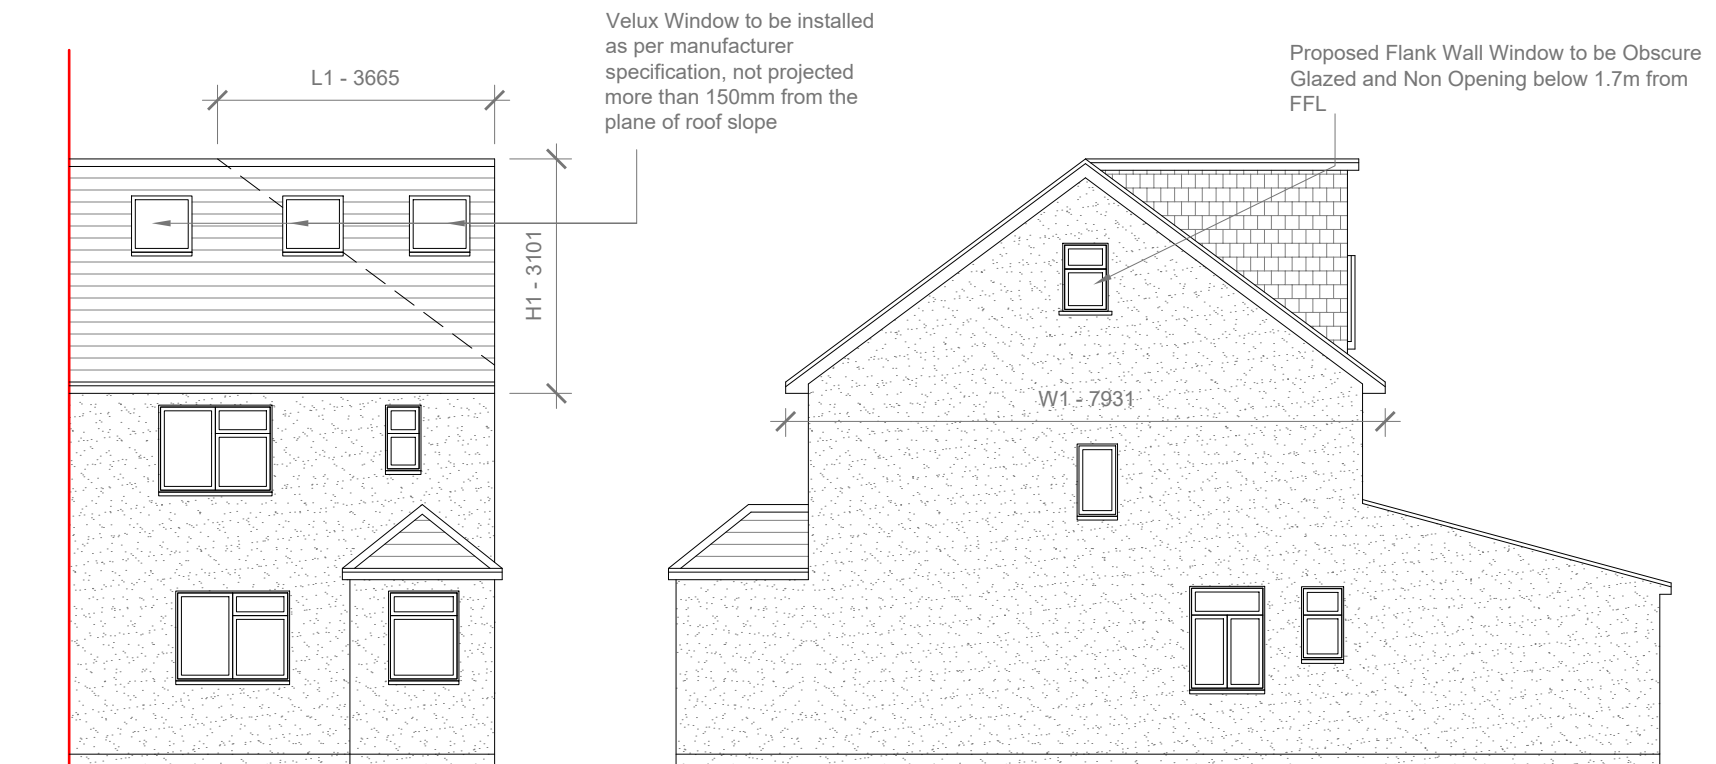 Velux Window to be installed
as per manufacturer
specification, not projected
more than 150mm from the
plane of roof slope
Proposed Flank Wall Window to be Obscure
Glazed and Non Opening below 1.7m from
FFL
L1 - 3665
H1 - 3101
W1 - 7931